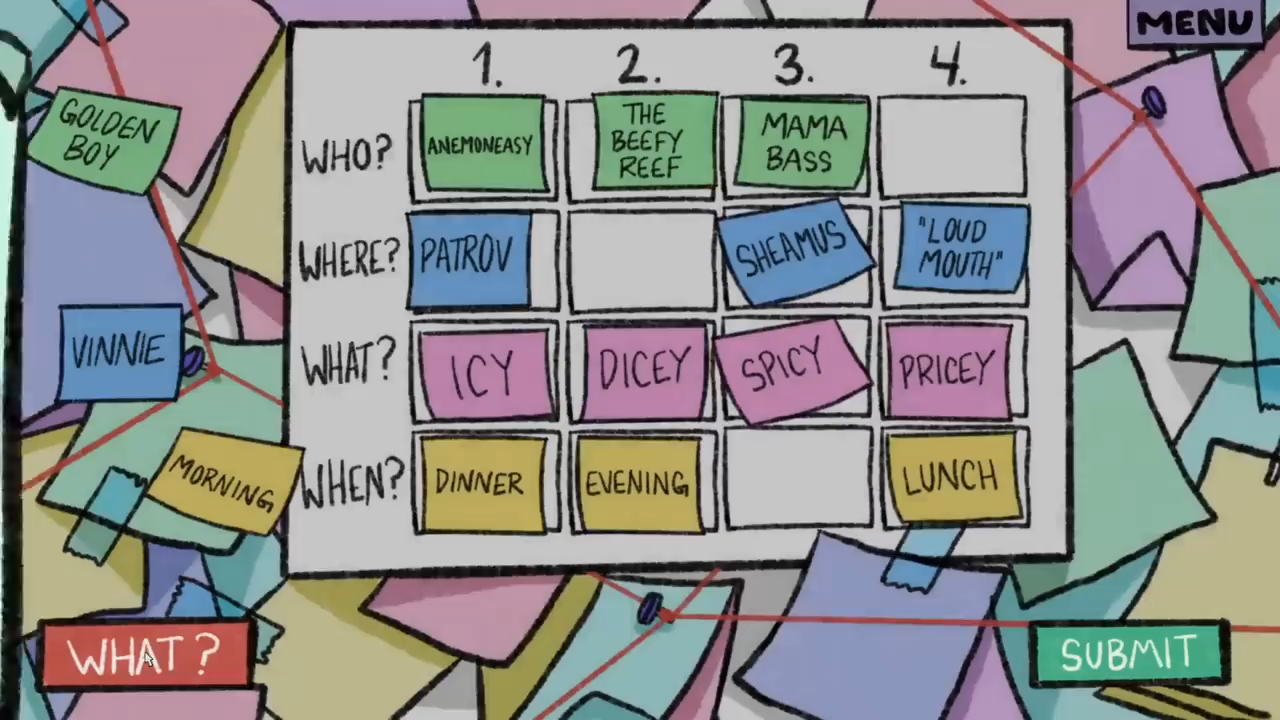 MENU
1. 2. 3. 4.
GOLDEN
BOY
WHO?
ANEMONEASY
THE
BEEFY
REEF
MAMA
BASS
WHERE?
PATROV
SHEAMUS
"LOUD
MOUTH"
VINNIE
WHAT?
ICY
DICEY
SPICY
PRICEY
MORNING
WHEN?
DINNER
EVENING
LUNCH
WHAT?
SUBMIT